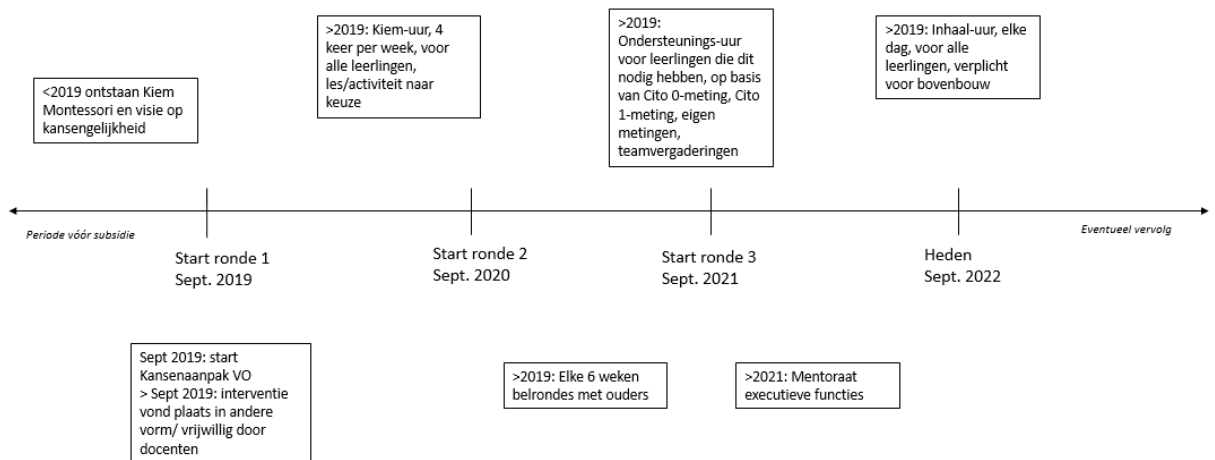 <2019 ontstaan Kiem
Montessori en visie op
kansengelijkheid
>2019: Kiem-uur, 4
keer per week, voor
alle leerlingen,
les/activiteit naar
keuze
>2019:
Ondersteunings-uur
voor leerlingen die dit
nodig hebben, op basis
van Cito 0-meting, Cito
1-meting, eigen
metingen,
teamvergaderingen
>2019: Inhaal-uur, elke
dag, voor alle
leerlingen, verplicht
voor bovenbouw
Periode vóór subsidie
Eventueel vervolg
Start ronde 1
Sept. 2019
Start ronde 2
Sept. 2020
Start ronde 3
Sept. 2021
Heden
Sept. 2022
Sept 2019: start
Kansenaanpak VO
> Sept 2019: interventie
vond plaats in andere
vorm/ vrijwillig door
docenten
>2019: Elke 6 weken
belrondes met ouders
>2021: Mentoraat
executieve functies